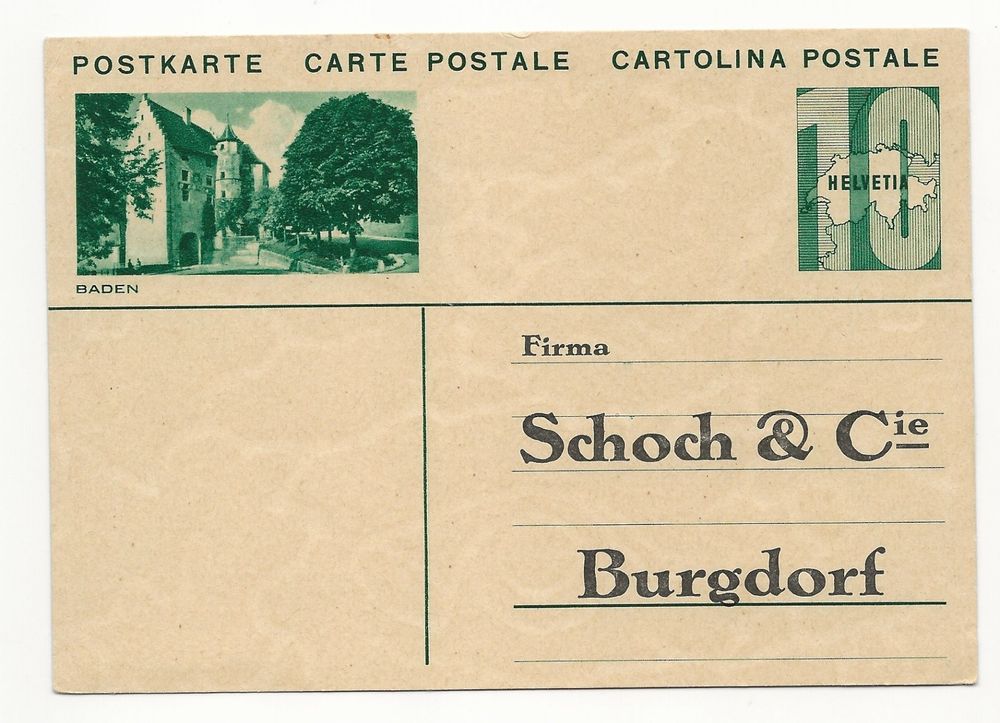 POSTKARTE CARTE POSTALE CARTOLINA POSTALE
10
HELVETIA
BADEN
Firma
Schoch & Cie
Burgdorf